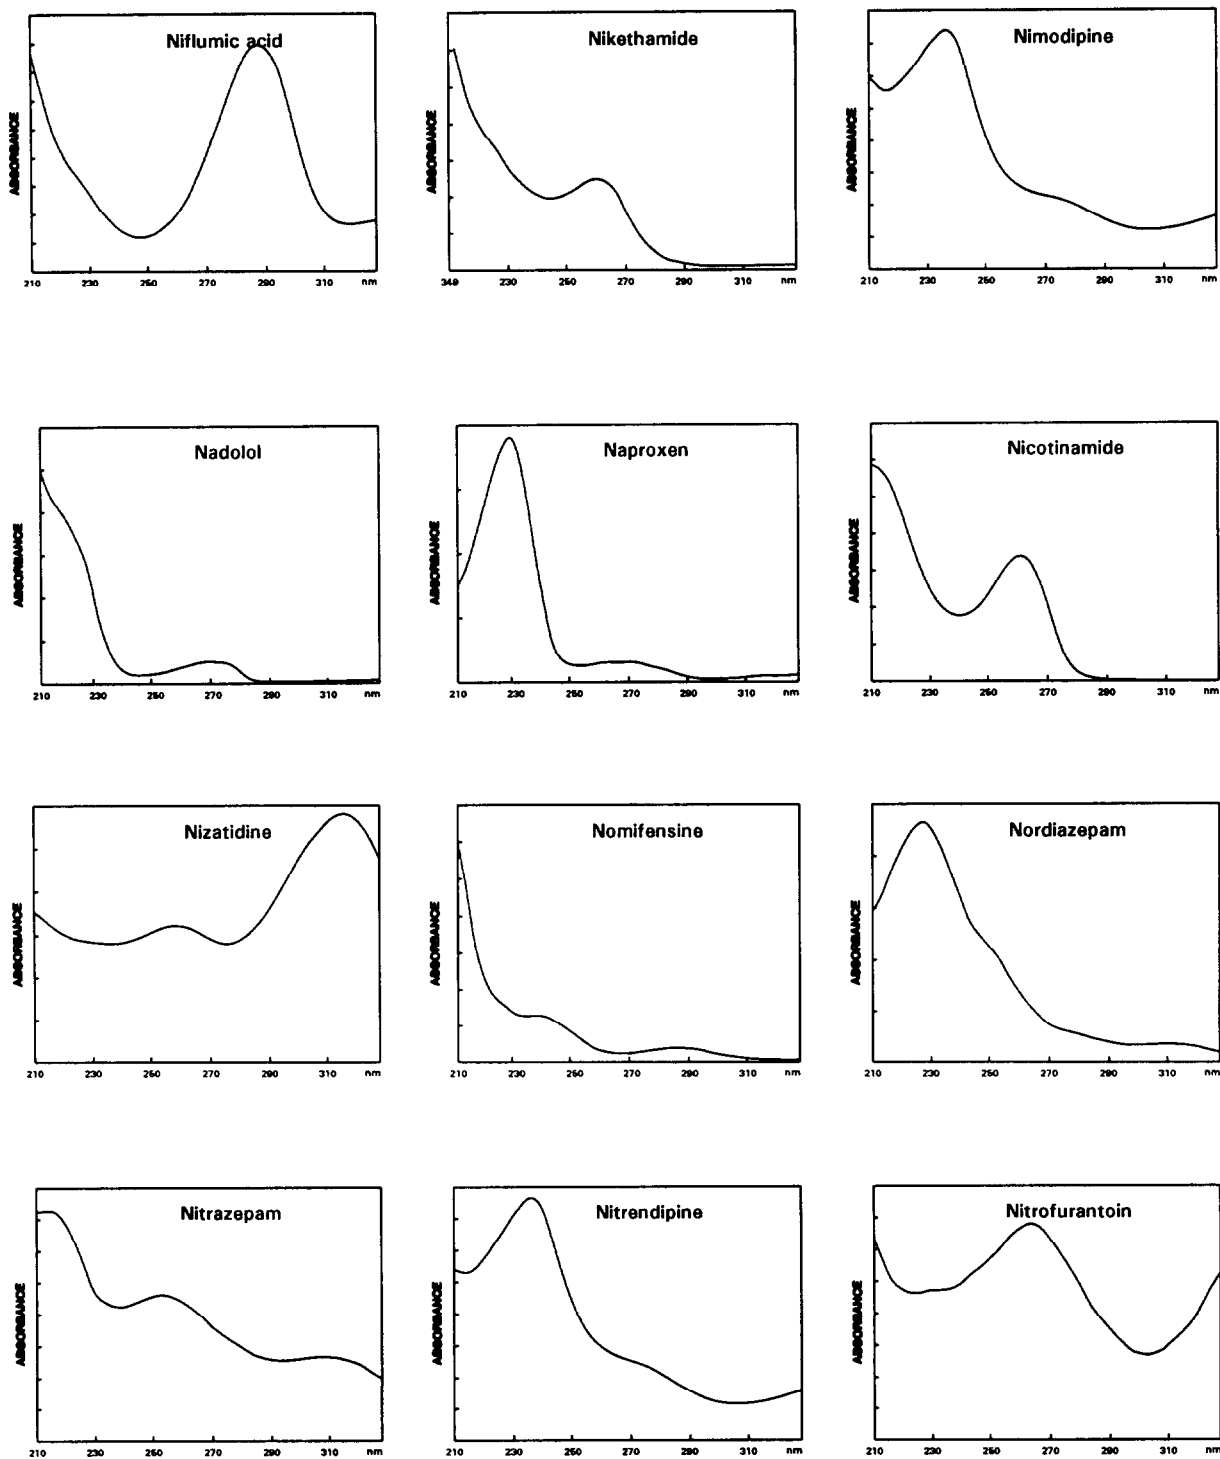 Niflumic acid
ABSORBANCE
210 230 250 270 290 310 nm
Nikethamide
ABSORBANCE
349 230 250 270 290 310 nm
Nimodipine
ABSORBANCE
210 230 250 270 290 310 nm
Nadolol
ABSORBANCE
210 230 250 270 290 310 nm
Naproxen
ABSORBANCE
210 230 250 270 290 310 nm
Nicotinamide
ABSORBANCE
210 230 250 270 290 310 nm
Nizatidine
ABSORBANCE
210 230 250 270 290 310 nm
Nomifensine
ABSORBANCE
210 230 250 270 290 310 nm
Nordiazepam
ABSORBANCE
210 230 250 270 290 310 nm
Nitrazepam
ABSORBANCE
210 230 250 270 290 310 nm
Nitrendipine
ABSORBANCE
210 230 250 270 290 310 nm
Nitrofurantoin
ABSORBANCE
210 230 250 270 290 310 nm